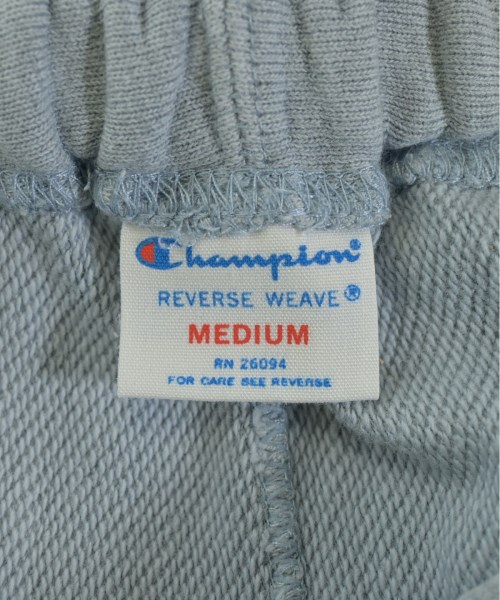 Champion®
REVERSE WEAVE®
MEDIUM
RN 26094
FOR CARE SEE REVERSE